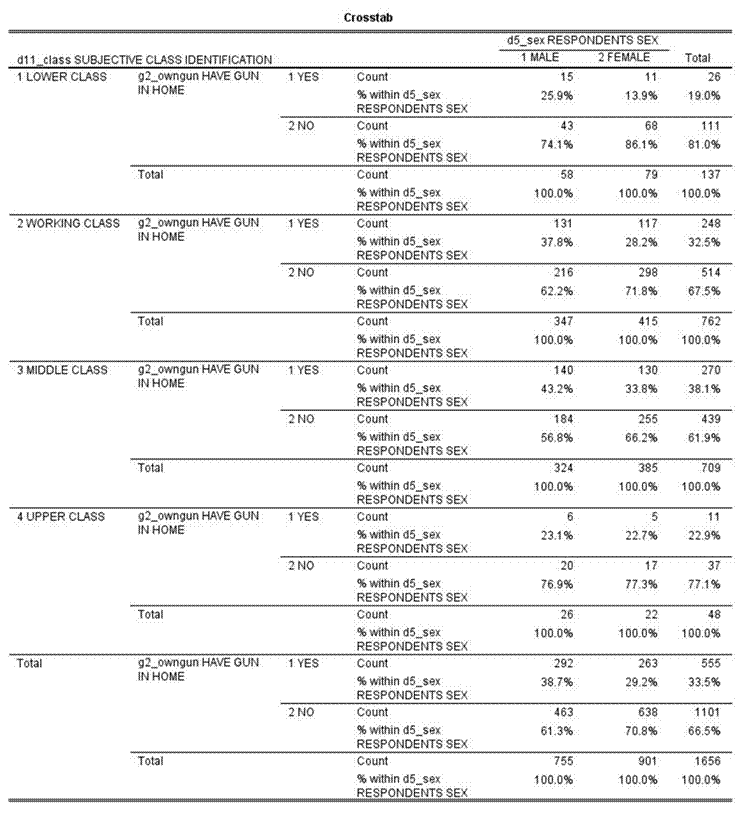 Crosstab
d5_sex RESPONDENTS SEX
d11_class SUBJECTIVE CLASS IDENTIFICATION 1 MALE 2 FEMALE Total
1 LOWER CLASS g2_owngun HAVE GUN IN HOME 1 YES Count 15 11 26
% within d5_sex RESPONDENTS SEX 25.9% 13.9% 19.0%
2 NO Count 43 68 111
% within d5_sex RESPONDENTS SEX 74.1% 86.1% 81.0%
Total Count 58 79 137
% within d5_sex RESPONDENTS SEX 100.0% 100.0% 100.0%
2 WORKING CLASS g2_owngun HAVE GUN IN HOME 1 YES Count 131 117 248
% within d5_sex RESPONDENTS SEX 37.8% 28.2% 32.5%
2 NO Count 216 298 514
% within d5_sex RESPONDENTS SEX 62.2% 71.8% 67.5%
Total Count 347 415 762
% within d5_sex RESPONDENTS SEX 100.0% 100.0% 100.0%
3 MIDDLE CLASS g2_owngun HAVE GUN IN HOME 1 YES Count 140 130 270
% within d5_sex RESPONDENTS SEX 43.2% 33.8% 38.1%
2 NO Count 184 255 439
% within d5_sex RESPONDENTS SEX 56.8% 66.2% 61.9%
Total Count 324 385 709
% within d5_sex RESPONDENTS SEX 100.0% 100.0% 100.0%
4 UPPER CLASS g2_owngun HAVE GUN IN HOME 1 YES Count 6 5 11
% within d5_sex RESPONDENTS SEX 23.1% 22.7% 22.9%
2 NO Count 20 17 37
% within d5_sex RESPONDENTS SEX 76.9% 77.3% 77.1%
Total Count 26 22 48
% within d5_sex RESPONDENTS SEX 100.0% 100.0% 100.0%
Total g2_owngun HAVE GUN IN HOME 1 YES Count 292 263 555
% within d5_sex RESPONDENTS SEX 38.7% 29.2% 33.5%
2 NO Count 463 638 1101
% within d5_sex RESPONDENTS SEX 61.3% 70.8% 66.5%
Total Count 755 901 1656
% within d5_sex RESPONDENTS SEX 100.0% 100.0% 100.0%